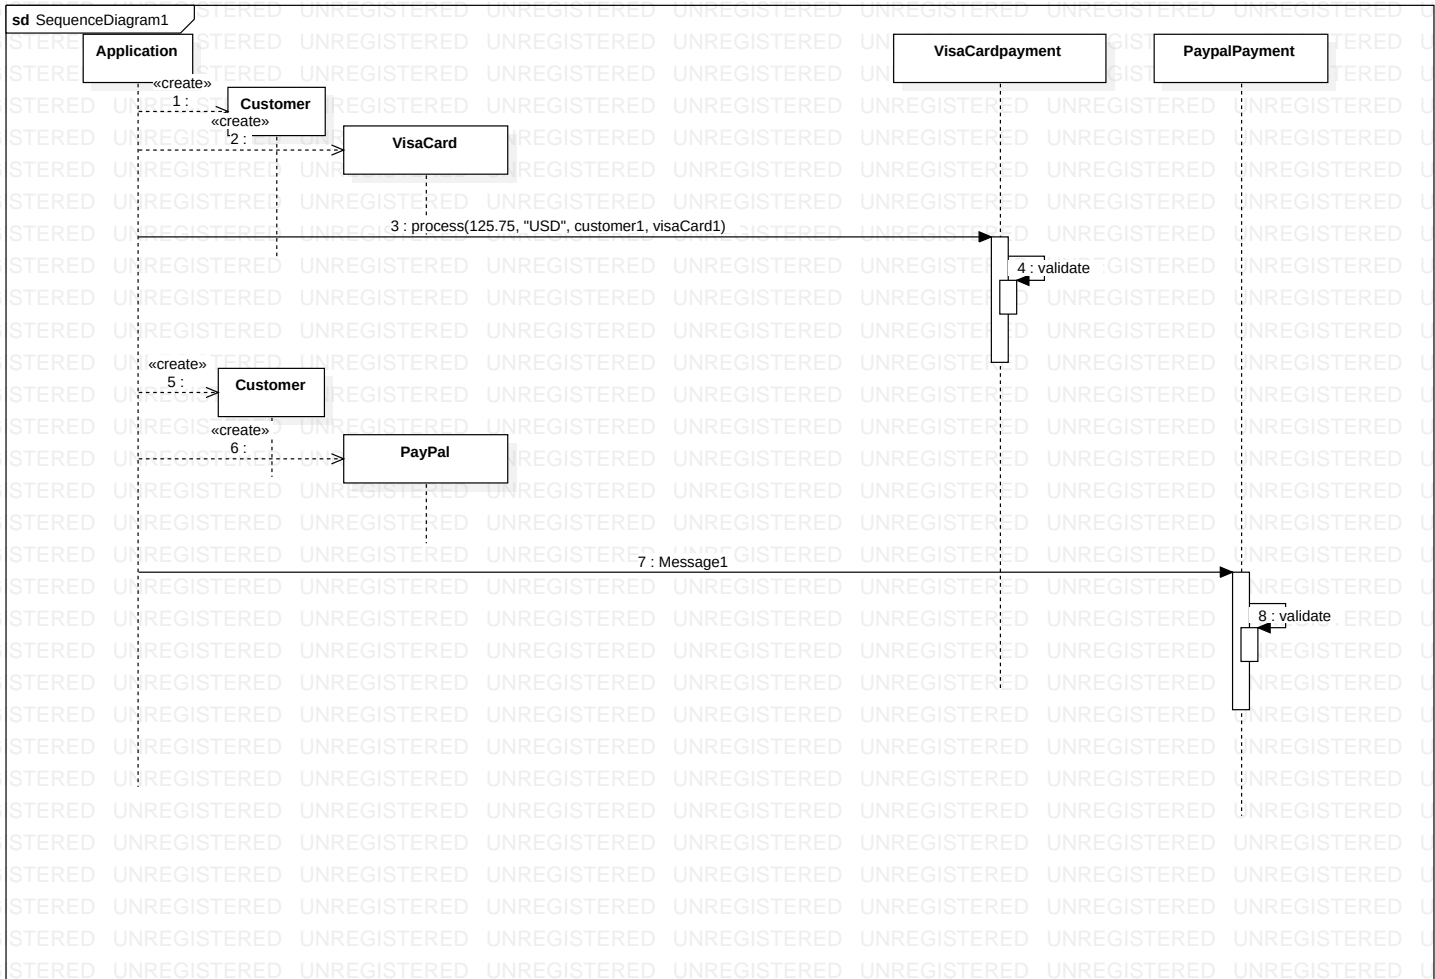 sd SequenceDiagram1
Application
VisaCardpayment
PaypalPayment
«create»
1 :
Customer
«create»
2 :
VisaCard
3 : process(125.75, "USD", customer1, visaCard1)
4 : validate
«create»
5 :
Customer
«create»
6 :
PayPal
7 : Message1
8 : validate
UNREGISTERED